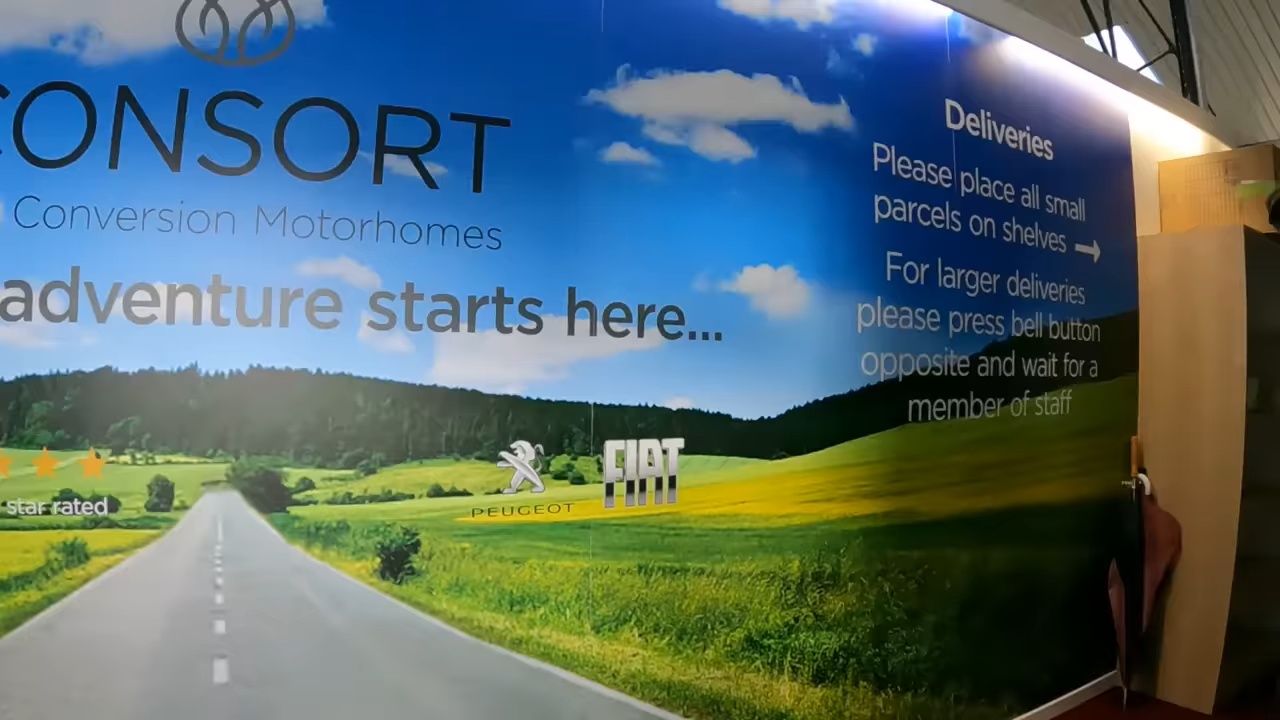 CONSORT
Conversion Motorhomes
adventure starts here...
star rated
PEUGEOT
FIAT
Deliveries
Please place all small
parcels on shelves →
For larger deliveries
please press bell button
opposite and wait for a
member of staff